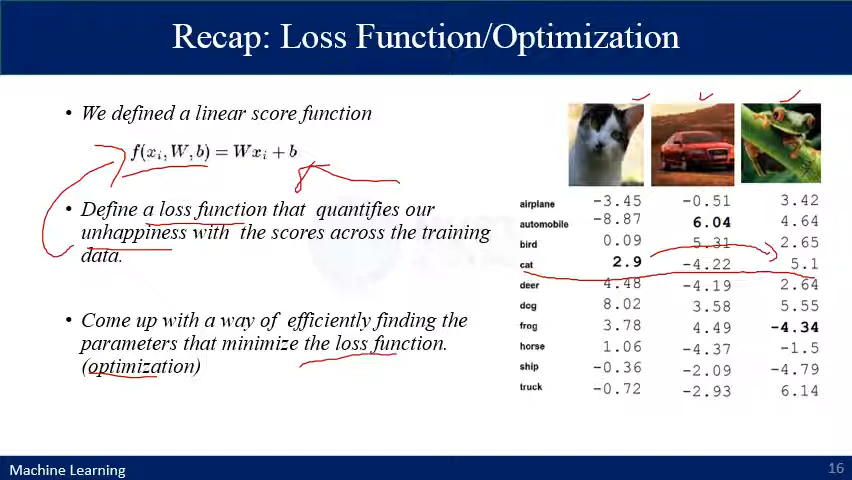 Recap: Loss Function/Optimization
• We defined a linear score function
f(xᵢ, W, b) = Wxᵢ + b
• Define a loss function that quantifies our
unhappiness with the scores across the training
data.
• Come up with a way of efficiently finding the
parameters that minimize the loss function.
(optimization)
airplane -3.45 -0.51 3.42
automobile -8.87 6.04 4.64
bird 0.09 5.31 2.65
cat 2.9 -4.22 5.1
deer 4.48 -4.19 2.64
dog 8.02 3.58 5.55
frog 3.78 4.49 -4.34
horse 1.06 -4.37 -1.5
ship -0.36 -2.09 -4.79
truck -0.72 -2.93 6.14
Machine Learning 16